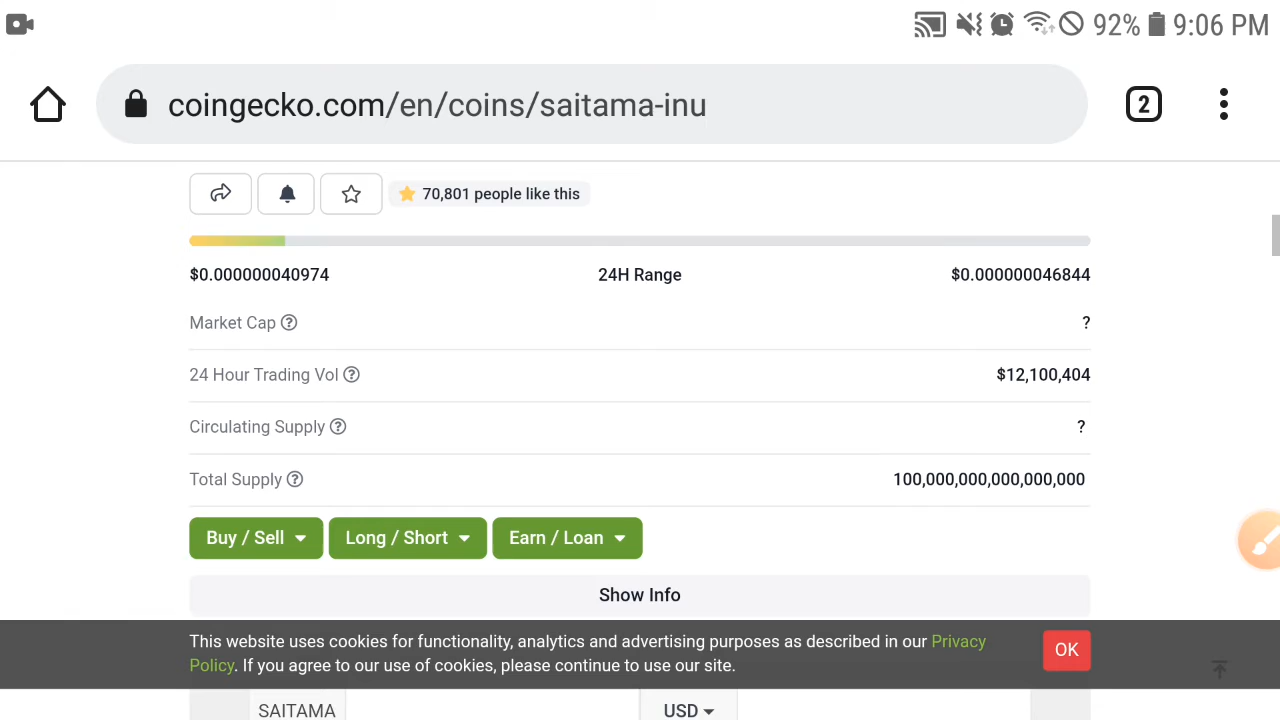 92% 9:06 PM
coingecko.com/en/coins/saitama-inu
2
70,801 people like this
$0.000000040974 24H Range $0.000000046844
Market Cap ? ?
24 Hour Trading Vol ? $12,100,404
Circulating Supply ? ?
Total Supply ? 100,000,000,000,000,000
Buy / Sell Long / Short Earn / Loan
Show Info
This website uses cookies for functionality, analytics and advertising purposes as described in our Privacy
Policy. If you agree to our use of cookies, please continue to use our site.
OK
SAITAMA USD